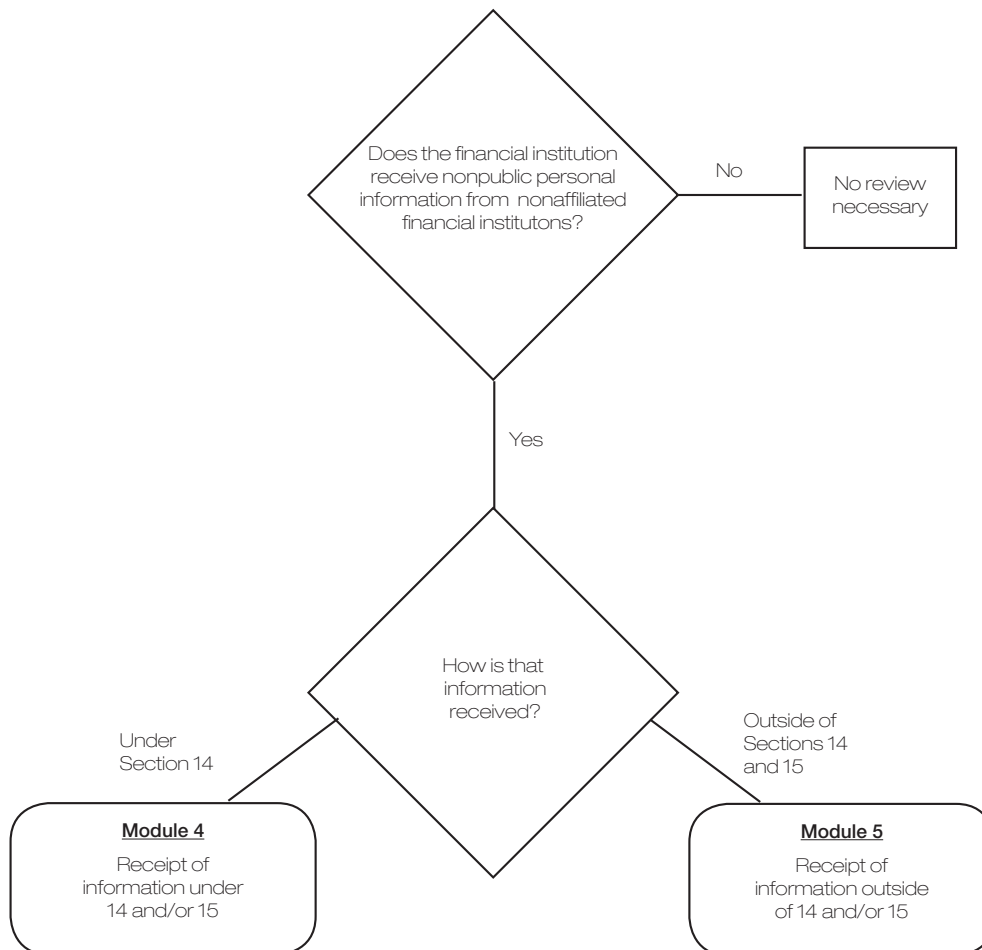 Does the financial institution
receive nonpublic personal
information from  nonaffiliated
financial institutons?
No
No review
necessary
Yes
How is that
information
received?
Under
Section 14
Outside of
Sections 14
and 15
Module 4
Receipt of
information under
14 and/or 15
Module 5
Receipt of
information outside
of 14 and/or 15